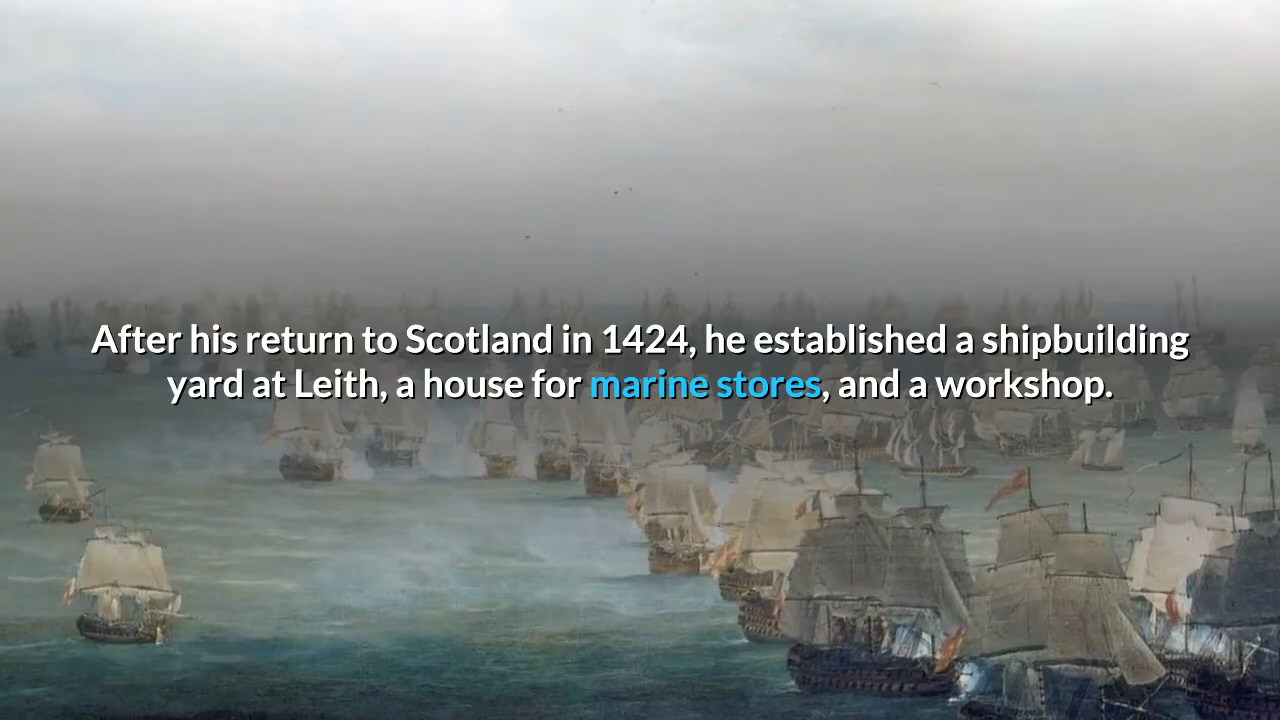 After his return to Scotland in 1424, he established a shipbuilding
yard at Leith, a house for marine stores, and a workshop.